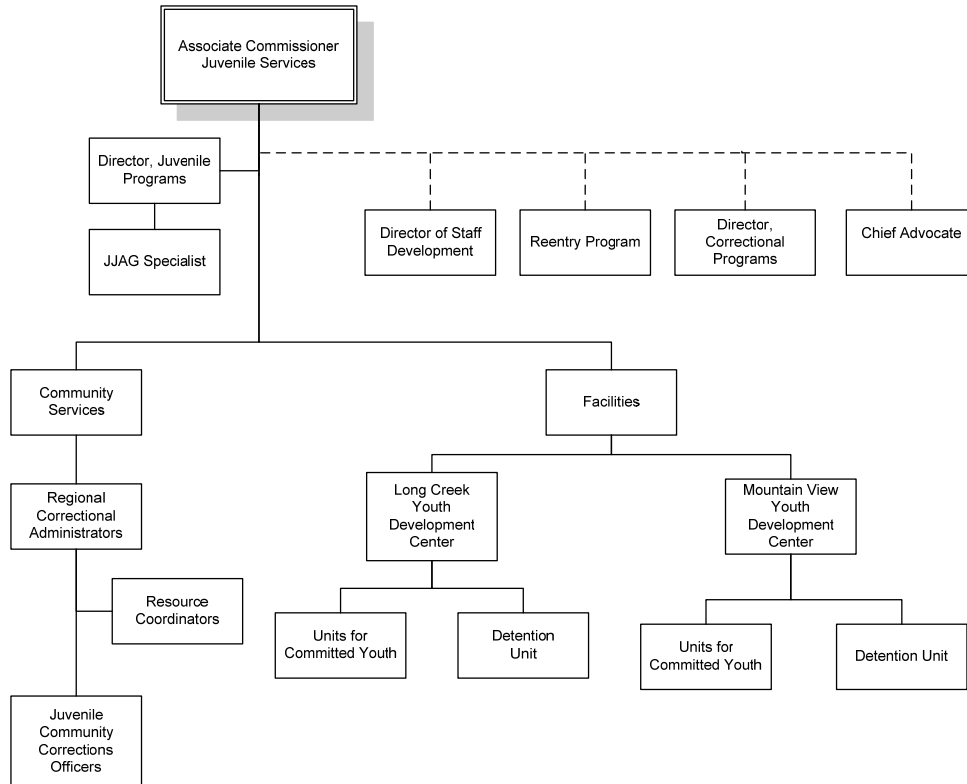 Associate Commissioner
Juvenile Services
Director, Juvenile
Programs
JJAG Specialist
Director of Staff
Development
Reentry Program
Director,
Correctional
Programs
Chief Advocate
Community
Services
Facilities
Regional
Correctional
Administrators
Long Creek
Youth
Development
Center
Mountain View
Youth
Development
Center
Resource
Coordinators
Units for
Committed Youth
Detention
Unit
Units for
Committed Youth
Detention Unit
Juvenile
Community
Corrections
Officers